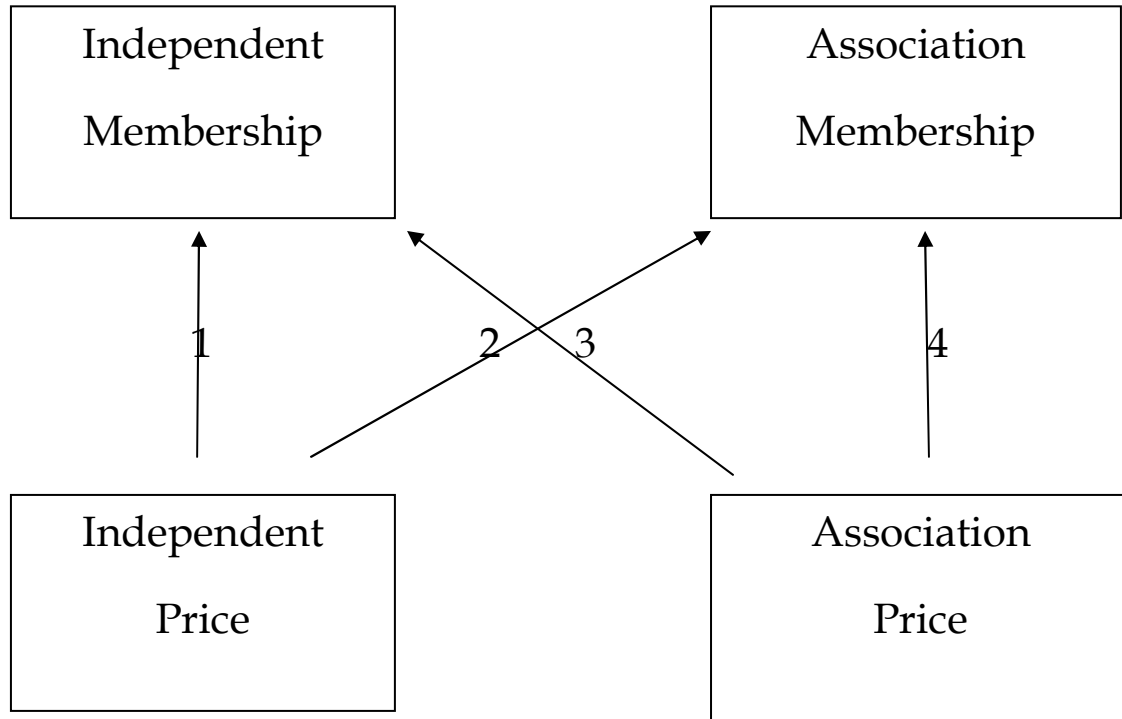 Independent
Membership
Association
Membership
1
2
3
4
Independent
Price
Association
Price